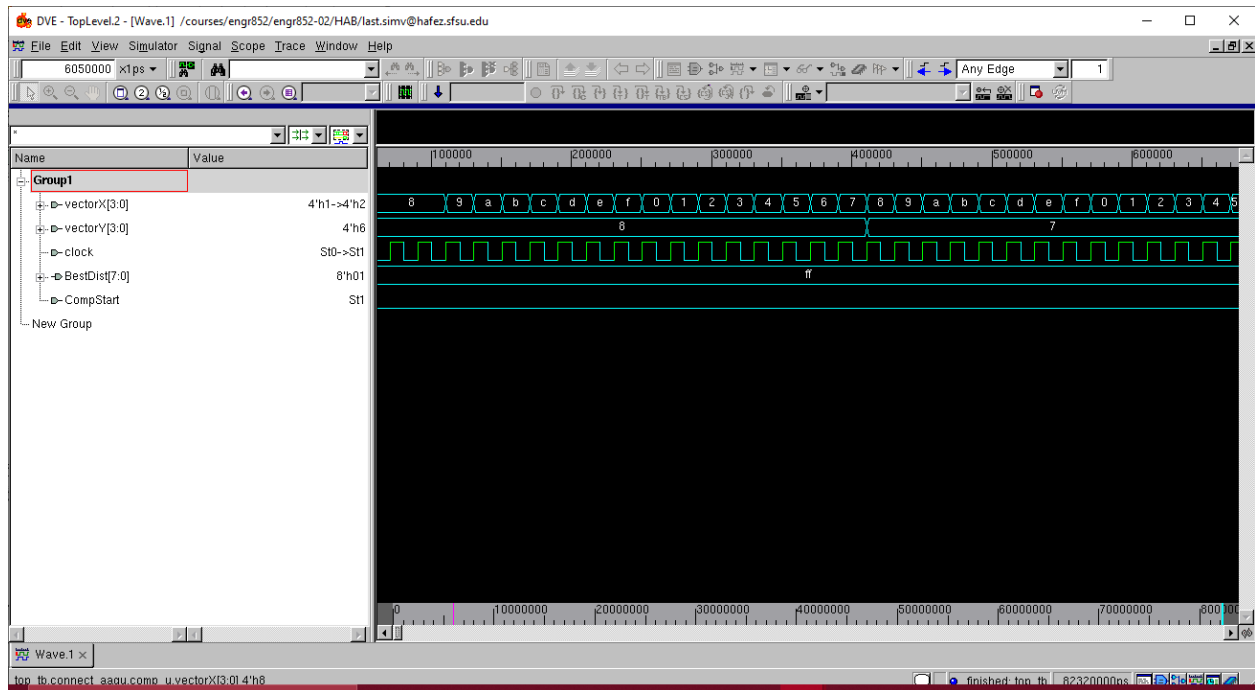 DVE - TopLevel.2 - [Wave.1] /courses/engr852/engr852-02/HAB/last.simv@hafez.sfsu.edu
File Edit View Simulator Signal Scope Trace Window Help
6050000 x1ps Any Edge 1
*
Name Value
100000 200000 300000 400000 500000 600000
Group1
vectorX[3:0] 4'h1->4'h2 8 9 a b c d e f 0 1 2 3 4 5 6 7 8 9 a b c d e f 0 1 2 3 4 5
vectorY[3:0] 4'h6 8 7
clock St0->St1
BestDist[7:0] 8'h01 ff
CompStart St1
New Group
0 10000000 20000000 30000000 40000000 50000000 60000000 70000000
Wave.1
top_tb.connect_aagu.comp_u.vectorX[3:0] 4'h8 finished: top_tb 82320000ps